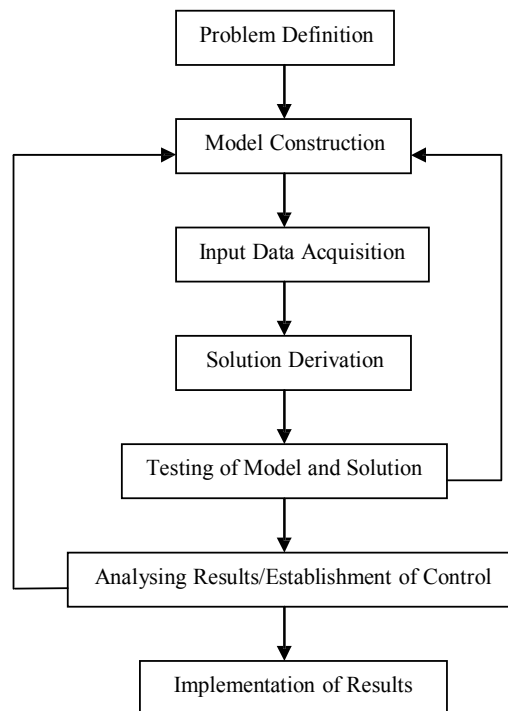 Problem Definition
Model Construction
Input Data Acquisition
Solution Derivation
Testing of Model and Solution
Analysing Results/Establishment of Control
Implementation of Results